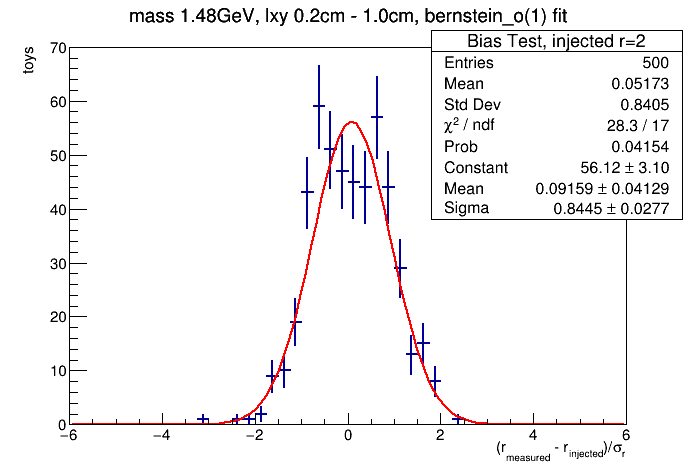 mass 1.48GeV, lxy 0.2cm - 1.0cm, bernstein_o(1) fit
Bias Test, injected r=2
Entries 500
Mean 0.05173
Std Dev 0.8405
χ² / ndf 28.3 / 17
Prob 0.04154
Constant 56.12 ± 3.10
Mean 0.09159 ± 0.04129
Sigma 0.8445 ± 0.0277
toys
70
60
50
40
30
20
10
0
−6 −4 −2 0 2 4 6
(r_measured - r_injected)/σ_r